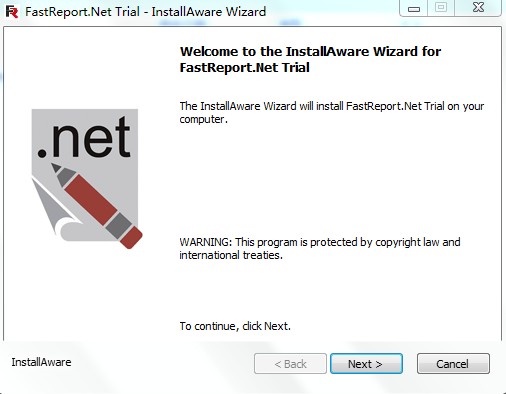 FastReport.Net Trial - InstallAware Wizard
Welcome to the InstallAware Wizard for
FastReport.Net Trial
The InstallAware Wizard will install FastReport.Net Trial on your
computer.
.net
WARNING: This program is protected by copyright law and
international treaties.
To continue, click Next.
InstallAware
< Back
Next >
Cancel